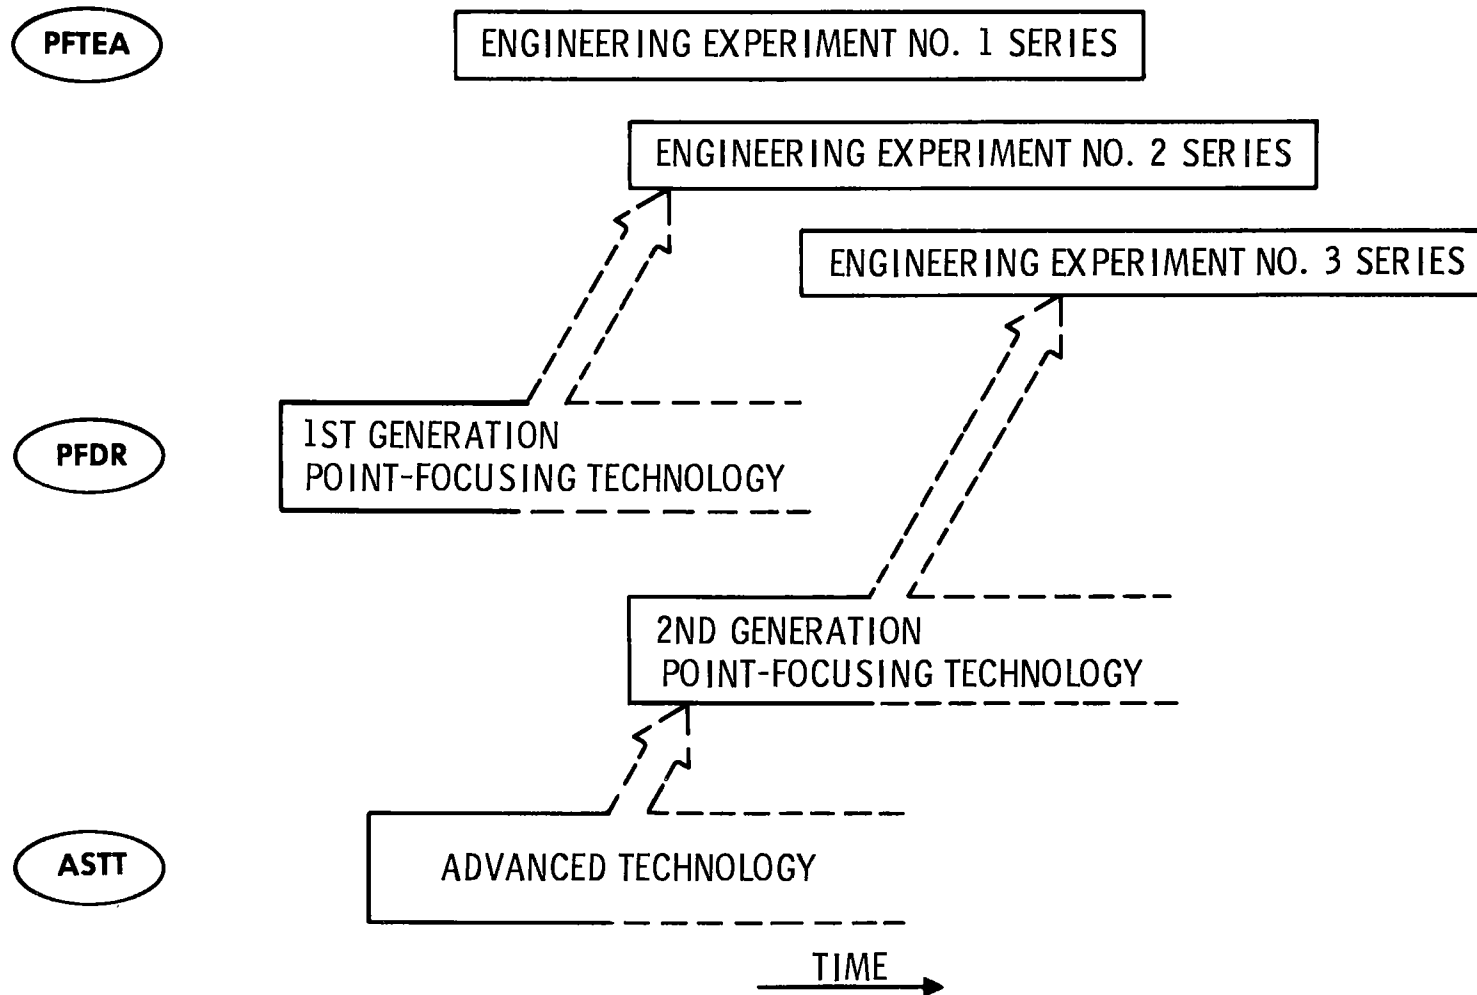 PFTEA
ENGINEERING EXPERIMENT NO. 1 SERIES
ENGINEERING EXPERIMENT NO. 2 SERIES
ENGINEERING EXPERIMENT NO. 3 SERIES
PFDR
1ST GENERATION
POINT-FOCUSING TECHNOLOGY
2ND GENERATION
POINT-FOCUSING TECHNOLOGY
ASTT
ADVANCED TECHNOLOGY
TIME